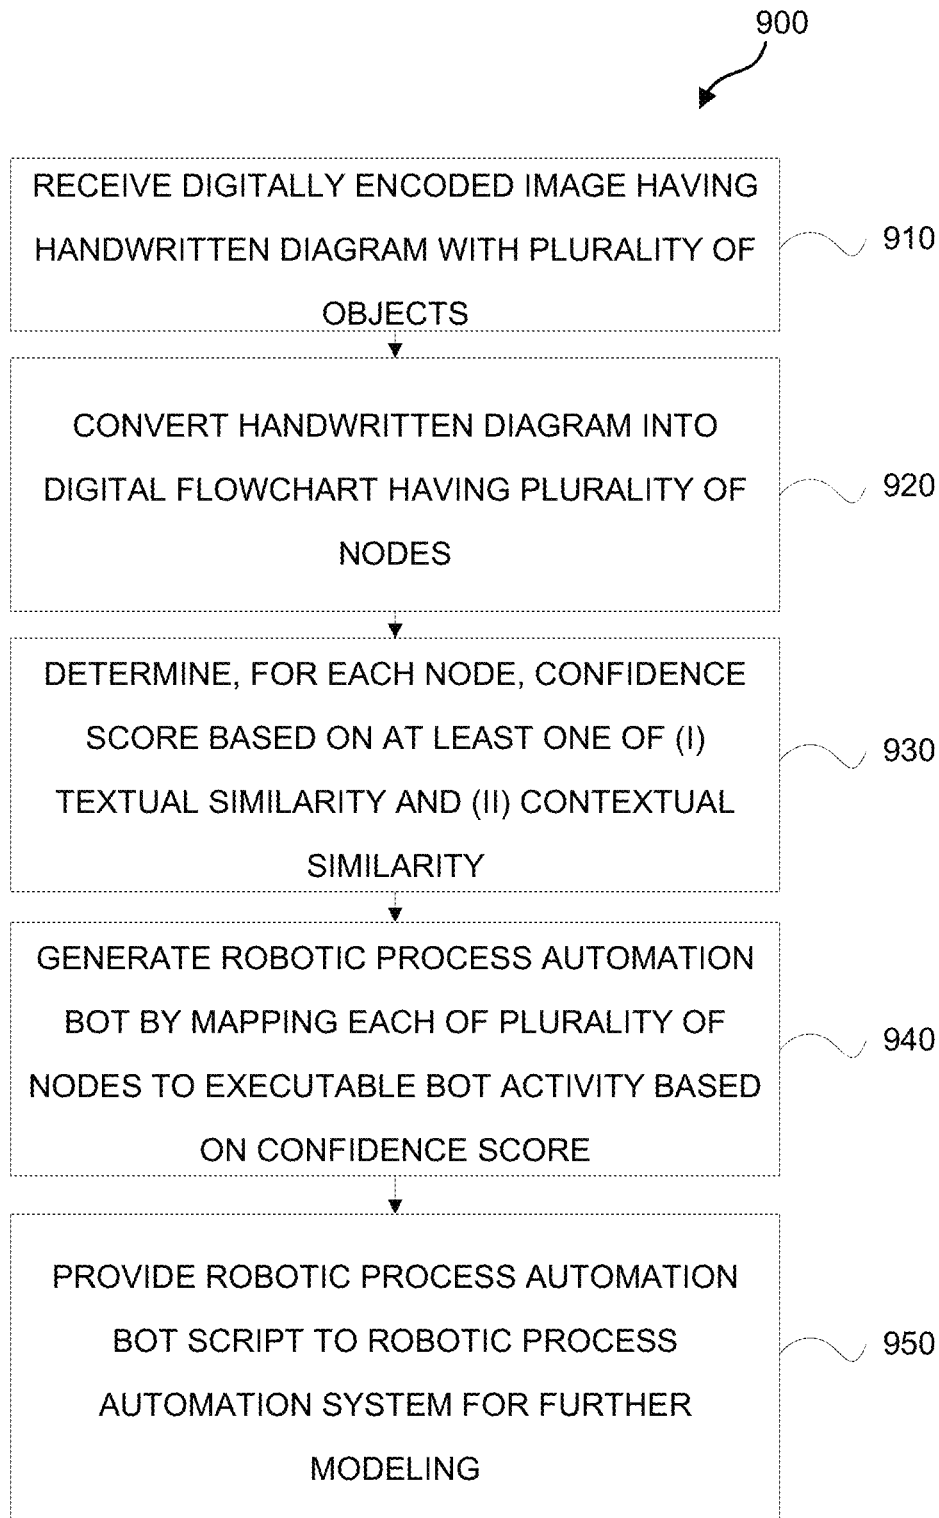 900
RECEIVE DIGITALLY ENCODED IMAGE HAVING
HANDWRITTEN DIAGRAM WITH PLURALITY OF
OBJECTS
910
CONVERT HANDWRITTEN DIAGRAM INTO
DIGITAL FLOWCHART HAVING PLURALITY OF
NODES
920
DETERMINE, FOR EACH NODE, CONFIDENCE
SCORE BASED ON AT LEAST ONE OF (I)
TEXTUAL SIMILARITY AND (II) CONTEXTUAL
SIMILARITY
930
GENERATE ROBOTIC PROCESS AUTOMATION
BOT BY MAPPING EACH OF PLURALITY OF
NODES TO EXECUTABLE BOT ACTIVITY BASED
ON CONFIDENCE SCORE
940
PROVIDE ROBOTIC PROCESS AUTOMATION
BOT SCRIPT TO ROBOTIC PROCESS
AUTOMATION SYSTEM FOR FURTHER
MODELING
950